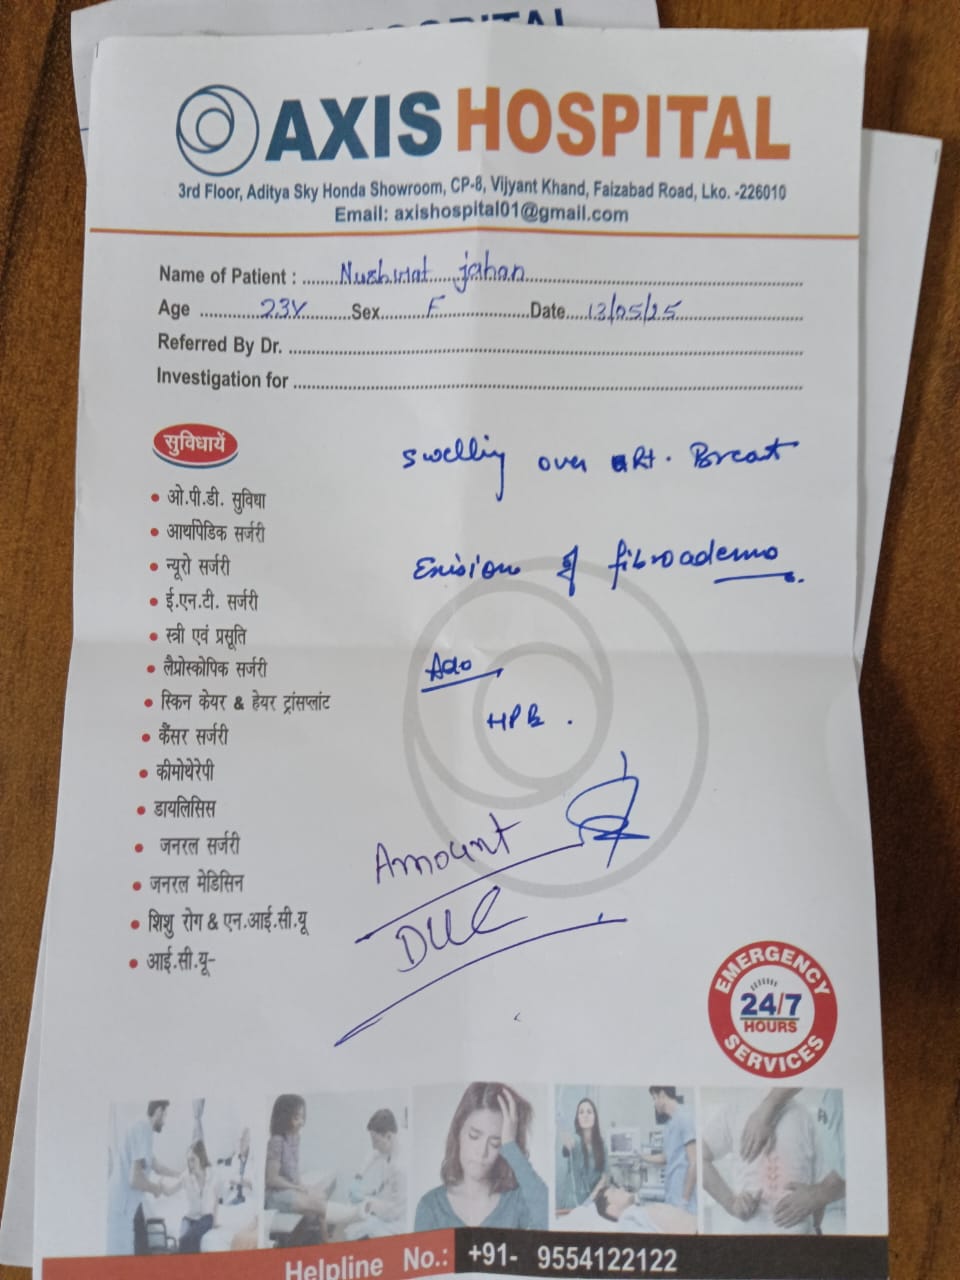 AXIS HOSPITAL
3rd Floor, Aditya Sky Honda Showroom, CP-8, Vijyant Khand, Faizabad Road, Lko. -226010
Email: axishospital01@gmail.com
Name of Patient : Nushrat jahan
Age 23Y Sex F Date 13/05/25
Referred By Dr.
Investigation for
सुविधायें
• ओ.पी.डी. सुविधा
• आर्थोपेडिक सर्जरी
• न्यूरो सर्जरी
• ई.एन.टी. सर्जरी
• स्त्री एवं प्रसूति
• लैप्रोस्कोपिक सर्जरी
• स्किन केयर & हेयर ट्रांसप्लांट
• कैंसर सर्जरी
• कीमोथेरेपी
• डायलिसिस
• जनरल सर्जरी
• जनरल मेडिसिन
• शिशु रोग & एन.आई.सी.यू
• आई.सी.यू-
swelling over Rt. Breast
Exision of fibroadenno
Adv
HPE.
Amount
Due
EMERGENCY
24/7
HOURS
SERVICES
Helpline No.: +91- 9554122122